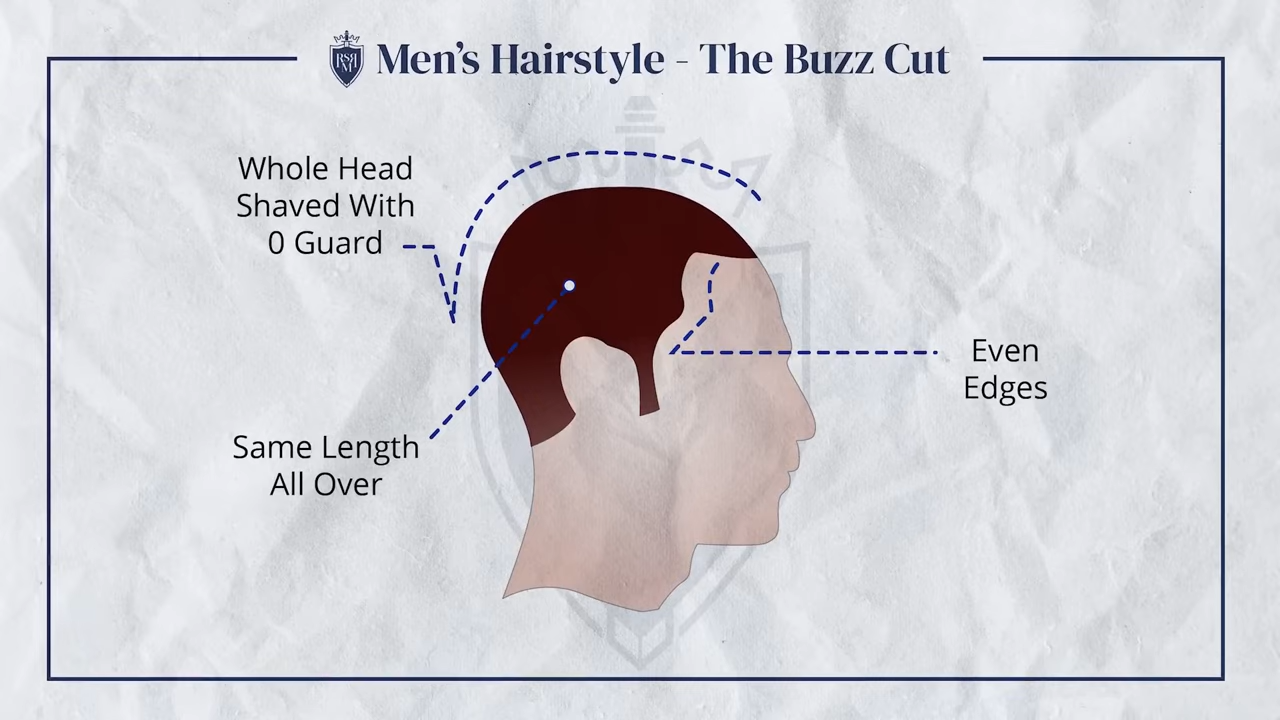 Men's Hairstyle - The Buzz Cut
Whole Head
Shaved With
0 Guard
Even
Edges
Same Length
All Over